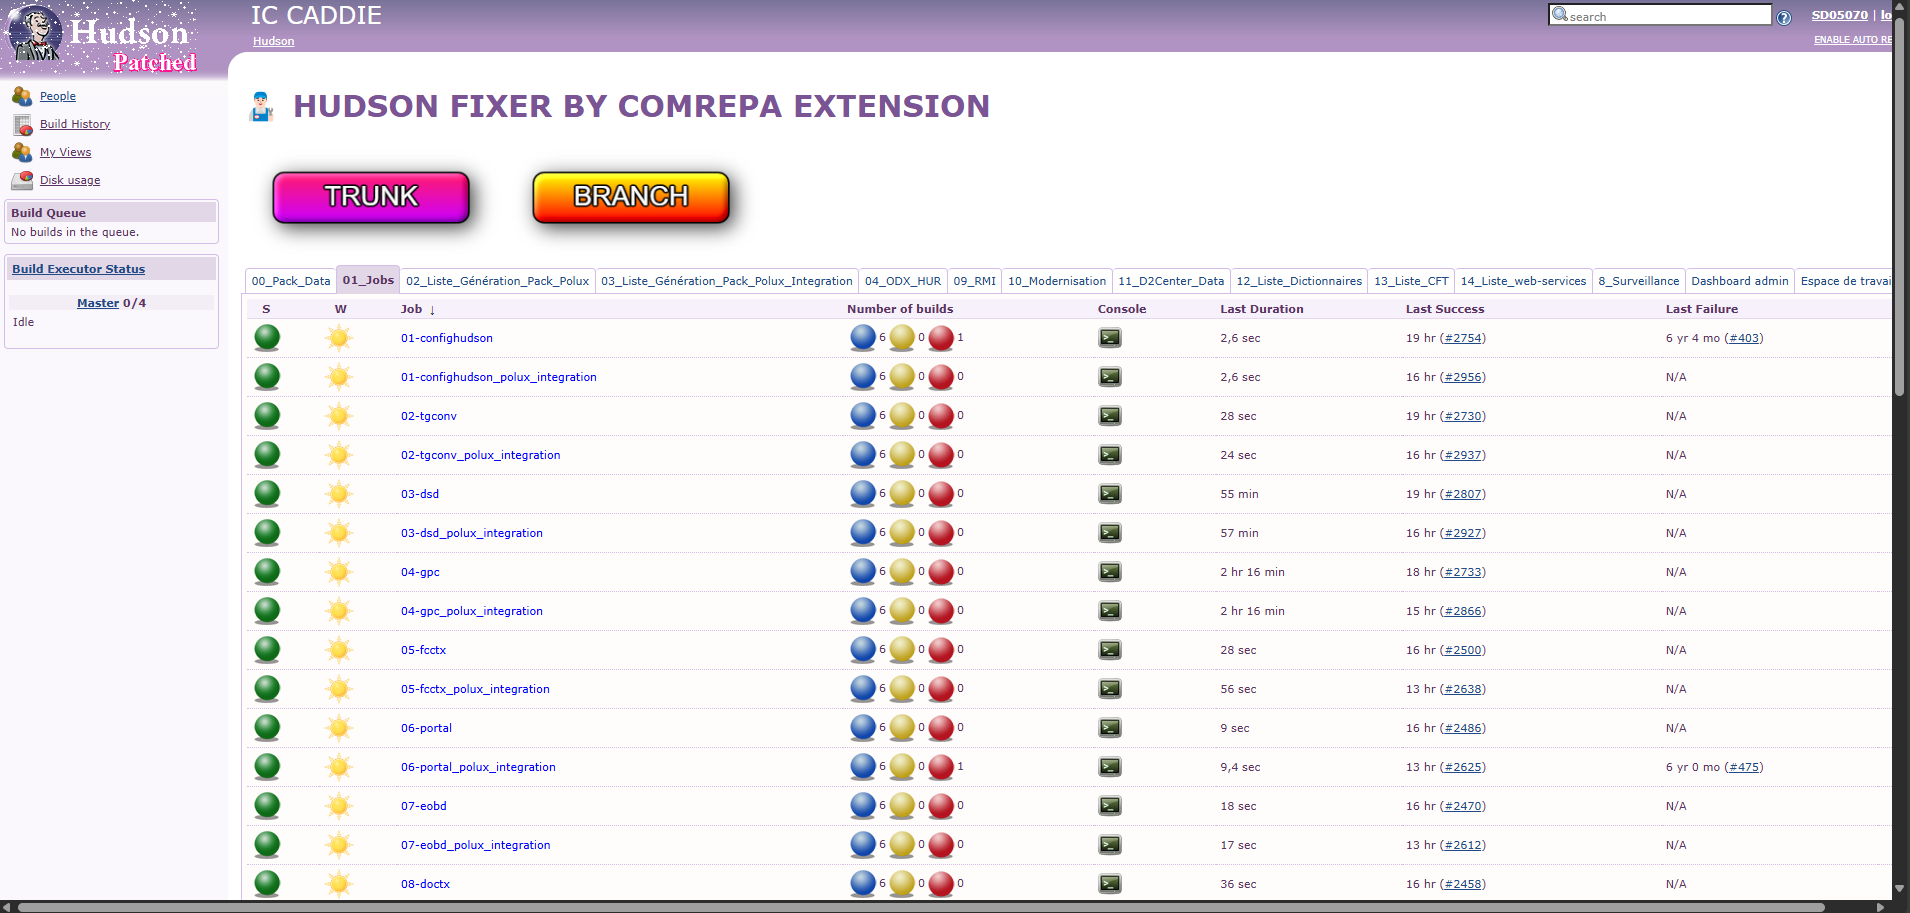 Hudson
Patched
IC CADDIE
Hudson
search
SD05070 | lo
ENABLE AUTO RE
People
Build History
My Views
Disk usage
Build Queue
No builds in the queue.
Build Executor Status
Master 0/4
Idle
HUDSON FIXER BY COMREPA EXTENSION
TRUNK BRANCH
00_Pack_Data 01_Jobs 02_Liste_Génération_Pack_Polux 03_Liste_Génération_Pack_Polux_Integration 04_ODX_HUR 09_RMI 10_Modernisation 11_D2Center_Data 12_Liste_Dictionnaires 13_Liste_CFT 14_Liste_web-services 8_Surveillance Dashboard admin Espace de travai
S W Job ↓ Number of builds Console Last Duration Last Success Last Failure
01-confighudson 6 0 1 2,6 sec 19 hr (#2754) 6 yr 4 mo (#403)
01-confighudson_polux_integration 6 0 0 2,6 sec 16 hr (#2956) N/A
02-tgconv 6 0 0 28 sec 19 hr (#2730) N/A
02-tgconv_polux_integration 6 0 0 24 sec 16 hr (#2937) N/A
03-dsd 6 0 0 55 min 19 hr (#2807) N/A
03-dsd_polux_integration 6 0 0 57 min 16 hr (#2927) N/A
04-gpc 6 0 0 2 hr 16 min 18 hr (#2733) N/A
04-gpc_polux_integration 6 0 0 2 hr 16 min 15 hr (#2866) N/A
05-fcctx 6 0 0 28 sec 16 hr (#2500) N/A
05-fcctx_polux_integration 6 0 0 56 sec 13 hr (#2638) N/A
06-portal 6 0 0 9 sec 16 hr (#2486) N/A
06-portal_polux_integration 6 0 1 9,4 sec 13 hr (#2625) 6 yr 0 mo (#475)
07-eobd 6 0 0 18 sec 16 hr (#2470) N/A
07-eobd_polux_integration 6 0 0 17 sec 13 hr (#2612) N/A
08-doctx 6 0 0 36 sec 16 hr (#2458) N/A